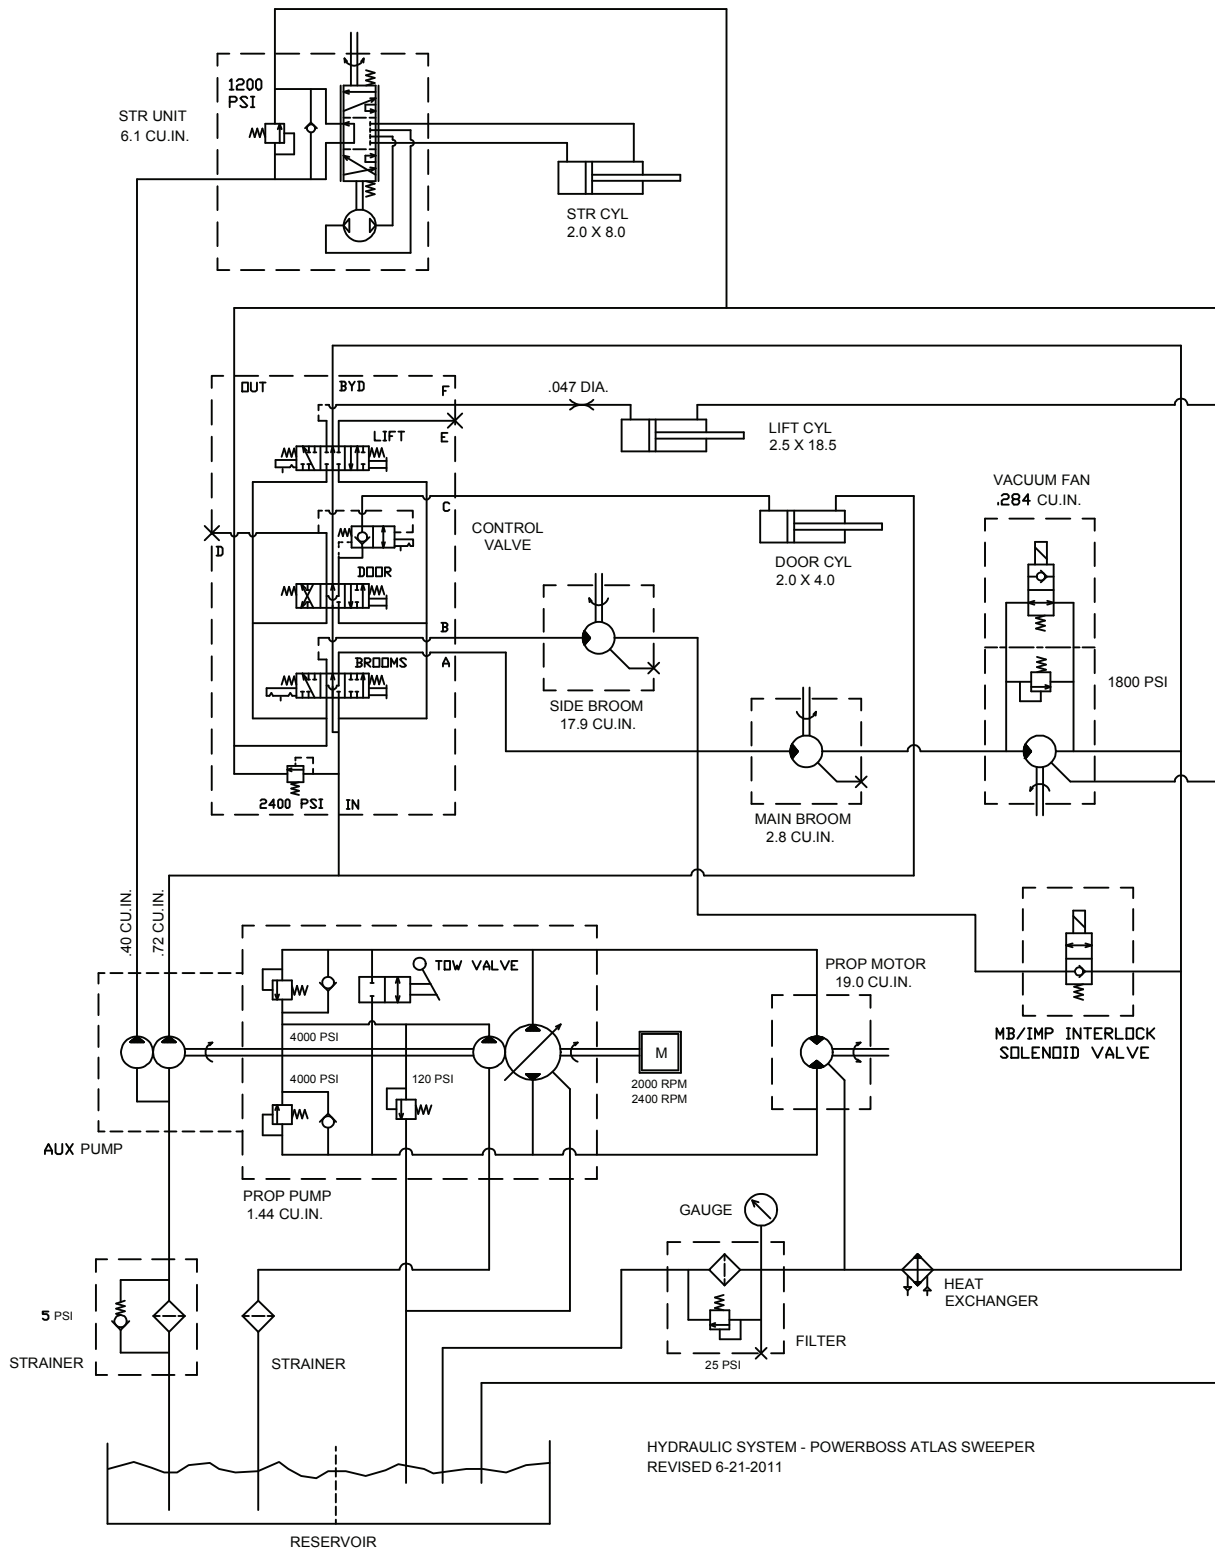 1200
PSI
STR UNIT
6.1 CU.IN.
STR CYL
2.0 X 8.0
OUT
BYD
F
.047 DIA.
LIFT
E
LIFT CYL
2.5 X 18.5
VACUUM FAN
.284 CU.IN.
C
CONTROL
VALVE
D
DOOR
DOOR CYL
2.0 X 4.0
B
BROOMS
A
SIDE BROOM
17.9 CU.IN.
1800 PSI
2400 PSI
IN
MAIN BROOM
2.8 CU.IN.
.40 CU.IN.
.72 CU.IN.
TOW VALVE
PROP MOTOR
19.0 CU.IN.
MB/IMP INTERLOCK
SOLENOID VALVE
4000 PSI
M
4000 PSI
120 PSI
2000 RPM
2400 RPM
AUX PUMP
PROP PUMP
1.44 CU.IN.
GAUGE
HEAT
EXCHANGER
5 PSI
FILTER
STRAINER
STRAINER
25 PSI
HYDRAULIC SYSTEM - POWERBOSS ATLAS SWEEPER
REVISED 6-21-2011
RESERVOIR